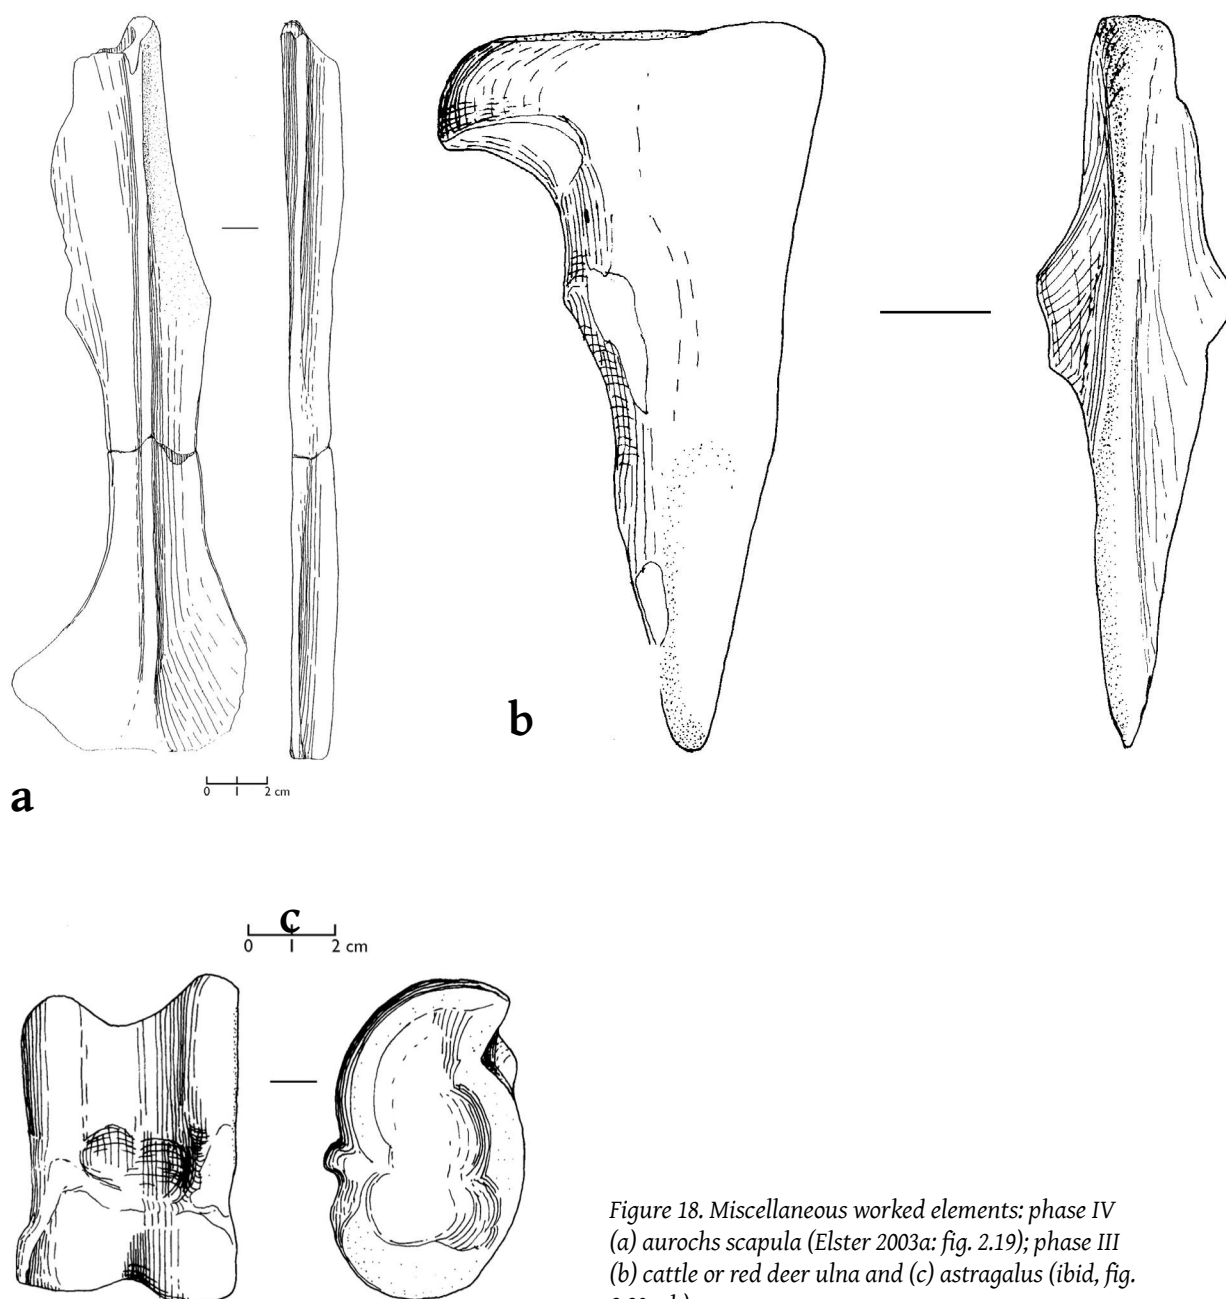 b
0 1 2 cm
a
c
0 1 2 cm
Figure 18. Miscellaneous worked elements: phase IV
(a) aurochs scapula (Elster 2003a: fig. 2.19); phase III
(b) cattle or red deer ulna and (c) astragalus (ibid, fig.